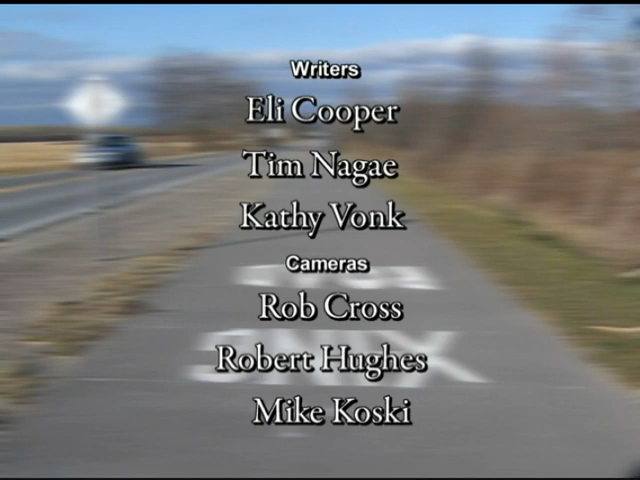 Writers
Eli Cooper
Tim Nagae
Kathy Vonk
Cameras
Rob Cross
Robert Hughes
Mike Koski